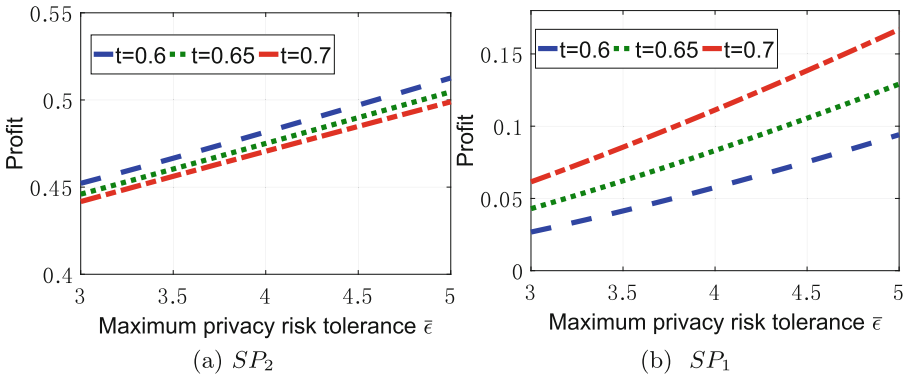 0.55
t=0.6 t=0.65 t=0.7
0.5
Profit
0.45
0.4
3 3.5 4 4.5 5
Maximum privacy risk tolerance ε̄
(a) SP₂
0.15
t=0.6 t=0.65 t=0.7
0.1
Profit
0.05
0
3 3.5 4 4.5 5
Maximum privacy risk tolerance ε̄
(b) SP₁